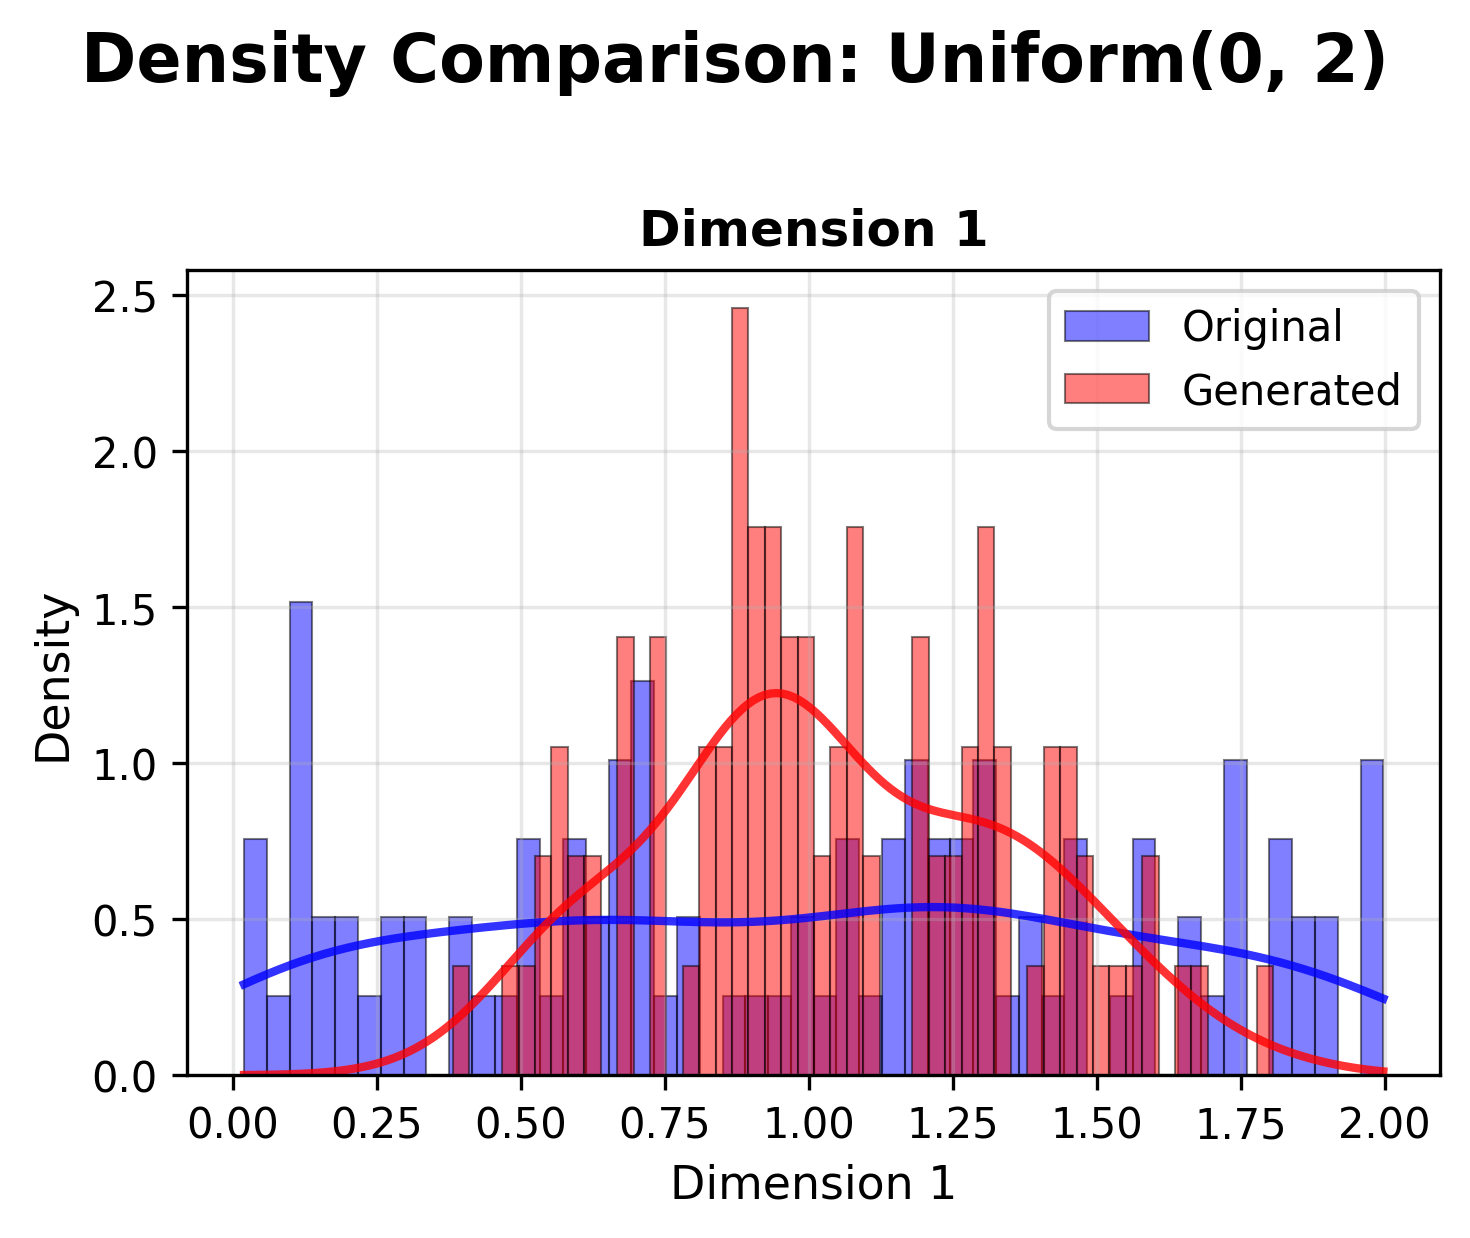 Density Comparison: Uniform(0, 2)
Dimension 1
Original
Generated
Density
2.5
2.0
1.5
1.0
0.5
0.0
0.00 0.25 0.50 0.75 1.00 1.25 1.50 1.75 2.00
Dimension 1